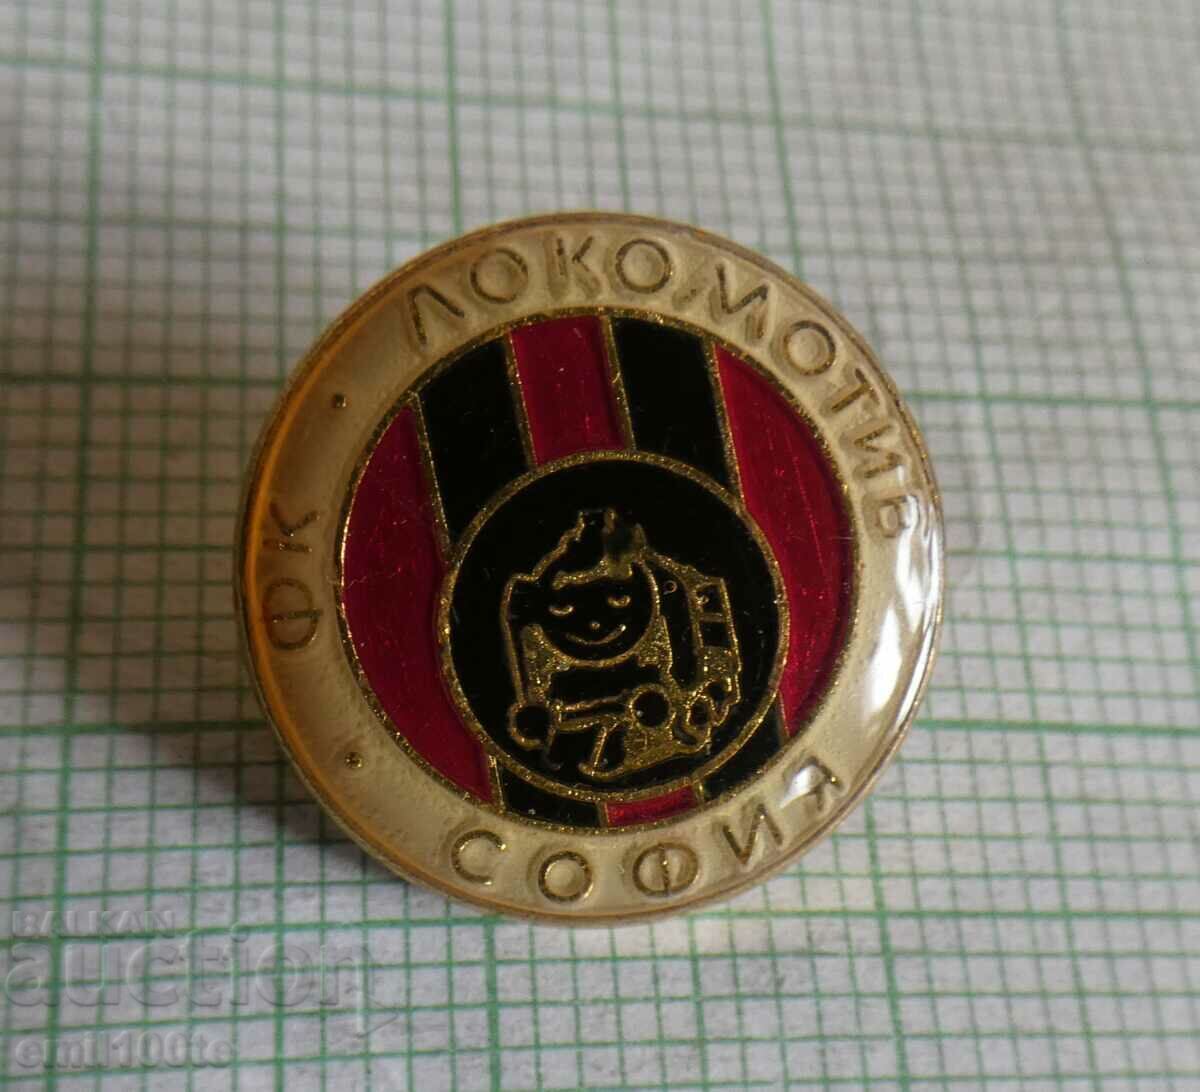 ФК · ЛОКОМОТИВ
· СОФИЯ
BALKAN
auction
emil100te